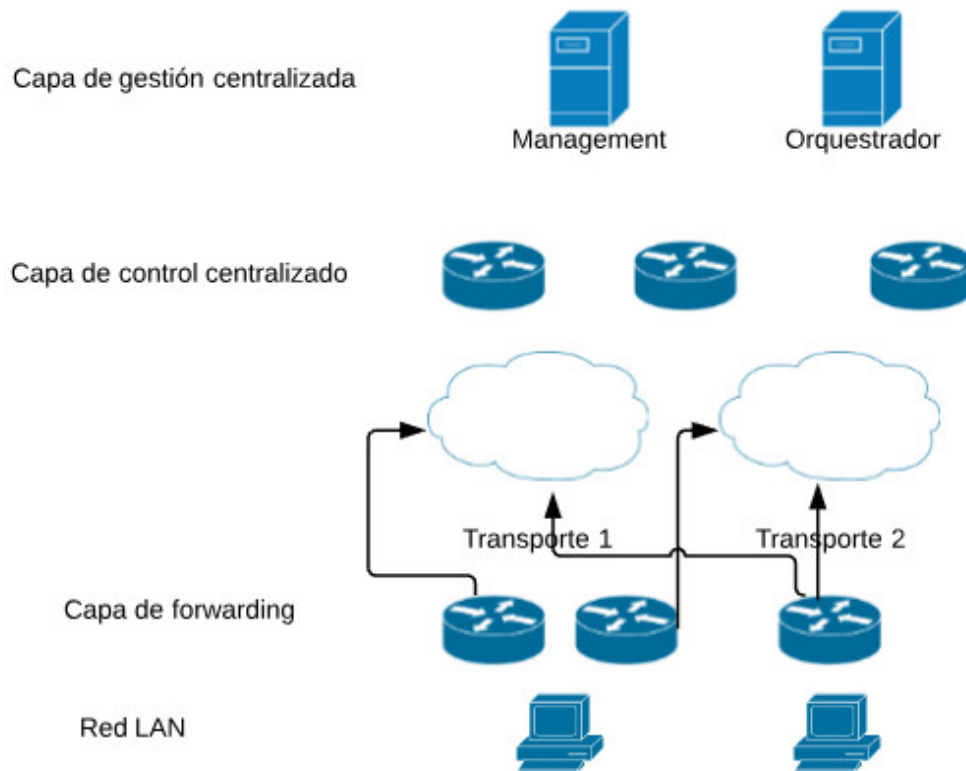 Capa de gestión centralizada
Management
Orquestrador
Capa de control centralizado
Transporte 1
Transporte 2
Capa de forwarding
Red LAN